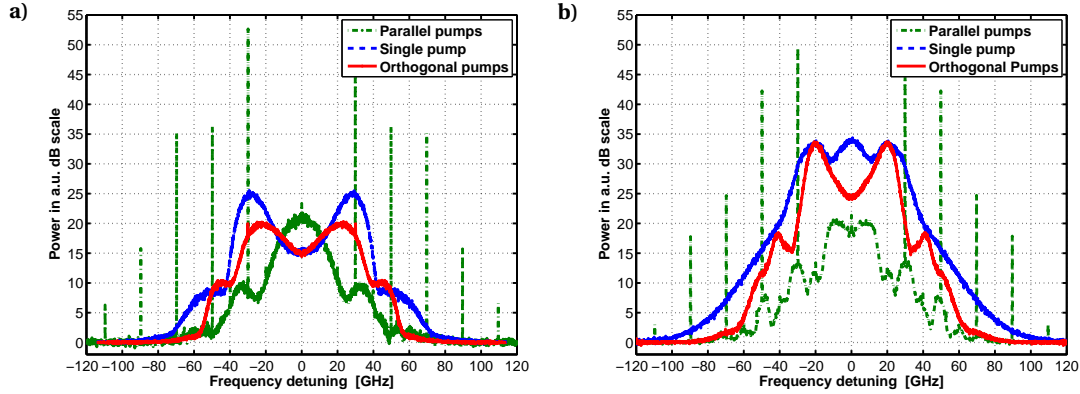 a)
Power in a.u. dB scale
55
50
45
40
35
30
25
20
15
10
5
0
Parallel pumps
Single pump
Orthogonal pumps
−120 −100 −80 −60 −40 −20 0 20 40 60 80 100 120
Frequency detuning [GHz]
b)
Power in a.u. dB scale
55
50
45
40
35
30
25
20
15
10
5
0
Parallel pumps
Single pump
Orthogonal Pumps
−120 −100 −80 −60 −40 −20 0 20 40 60 80 100 120
Frequency detuning [GHz]